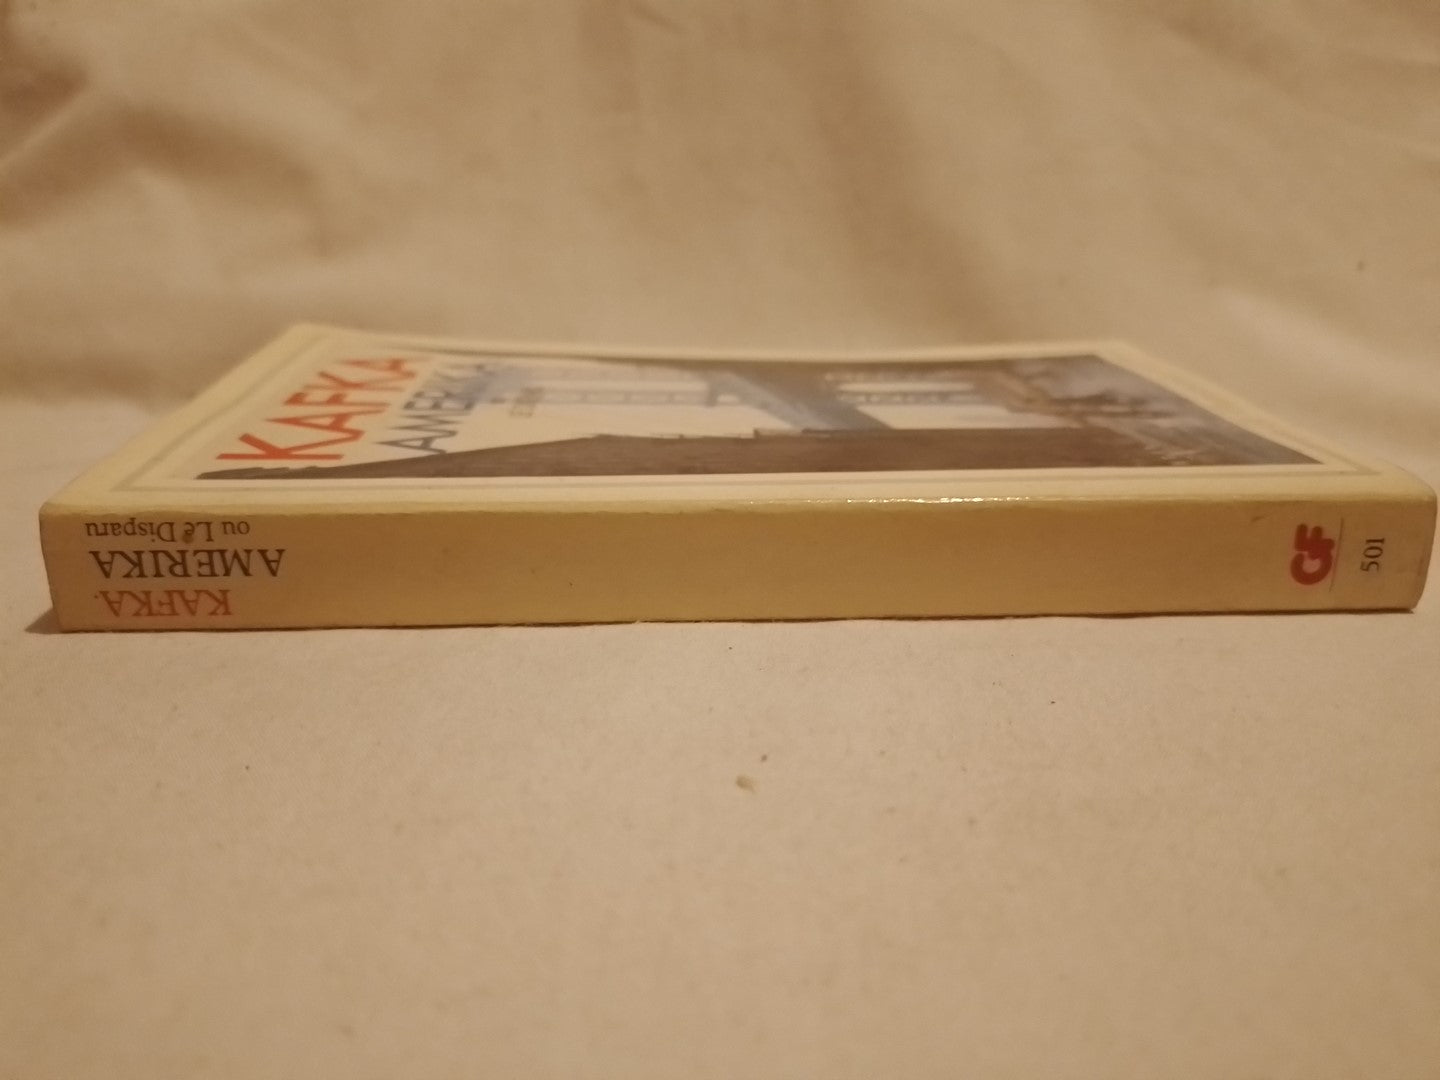 KAFKA
AMERIKA
KAFKA.
AMERIKA
ou Le Disparu
GF
501